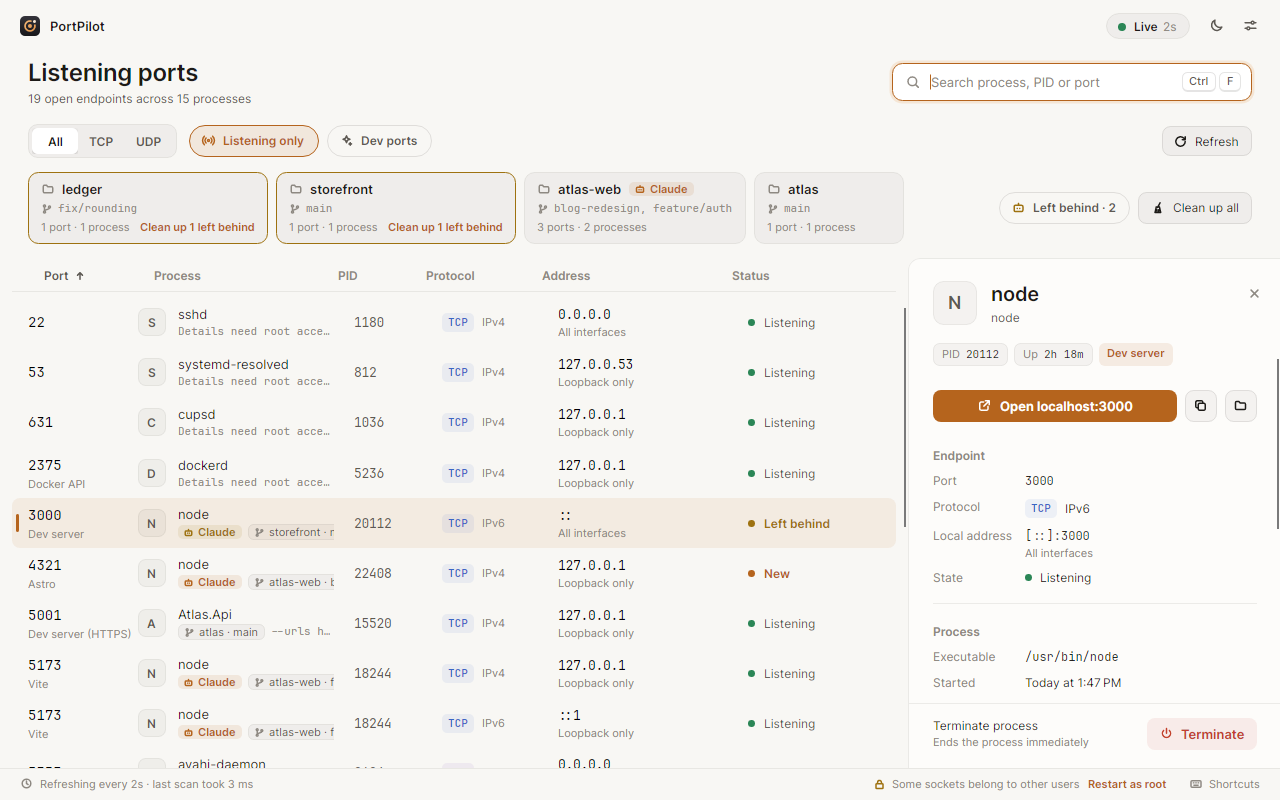 PortPilot
Live 2s
Listening ports
19 open endpoints across 15 processes
Search process, PID or port
Ctrl F
All TCP UDP Listening only Dev ports Refresh
ledger
fix/rounding
1 port · 1 process Clean up 1 left behind
storefront
main
1 port · 1 process Clean up 1 left behind
atlas-web Claude
blog-redesign, feature/auth
3 ports · 2 processes
atlas
main
1 port · 1 process
Left behind · 2 Clean up all
Port Process PID Protocol Address Status
22 S sshd 1180 TCP IPv4 0.0.0.0 Listening
Details need root acce… All interfaces
53 S systemd-resolved 812 TCP IPv4 127.0.0.53 Listening
Details need root acce… Loopback only
631 C cupsd 1036 TCP IPv4 127.0.0.1 Listening
Details need root acce… Loopback only
2375 D dockerd 5236 TCP IPv4 127.0.0.1 Listening
Docker API Details need root acce… Loopback only
3000 N node 20112 TCP IPv6 :: Left behind
Dev server Claude storefront · All interfaces
4321 N node 22408 TCP IPv4 127.0.0.1 New
Astro Claude atlas-web · b Loopback only
5001 A Atlas.Api 15520 TCP IPv4 127.0.0.1 Listening
Dev server (HTTPS) atlas · main --urls h… Loopback only
5173 N node 18244 TCP IPv4 127.0.0.1 Listening
Vite Claude atlas-web · f Loopback only
5173 N node 18244 TCP IPv6 ::1 Listening
Vite Claude atlas-web · f Loopback only
avahi-daemon 0.0.0.0
N node
node
PID 20112 Up 2h 18m Dev server
Open localhost:3000
Endpoint
Port 3000
Protocol TCP IPv6
Local address [::]:3000
All interfaces
State Listening
Process
Executable /usr/bin/node
Started Today at 1:47 PM
Terminate process
Ends the process immediately
Terminate
Refreshing every 2s · last scan took 3 ms
Some sockets belong to other users Restart as root Shortcuts